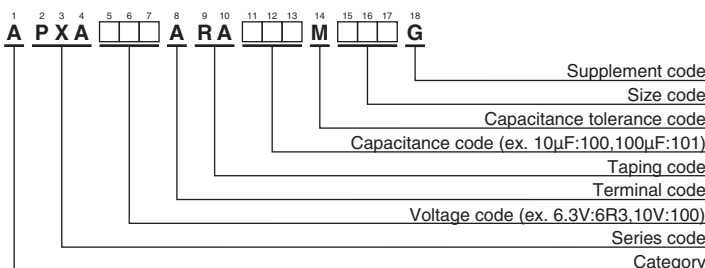 1 2 3 4 5 6 7 8 9 10 11 12 13 14 15 16 17 18
A P X A A R A M G
Supplement code
Size code
Capacitance tolerance code
Capacitance code (ex. 10µF:100,100µF:101)
Taping code
Terminal code
Voltage code (ex. 6.3V:6R3,10V:100)
Series code
Category